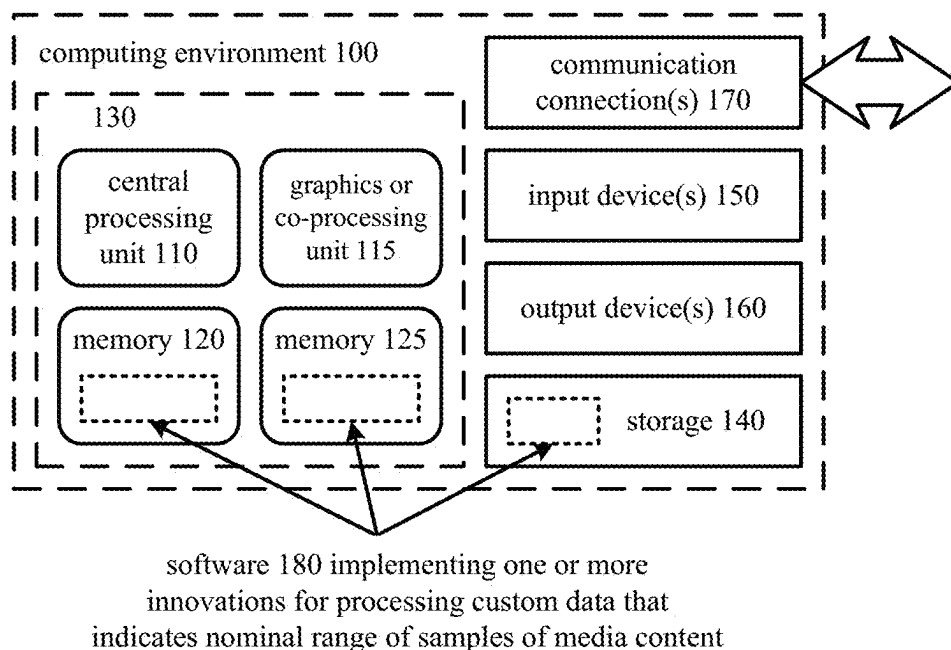 computing environment 100
communication
connection(s) 170
130
central
processing
unit 110
graphics or
co-processing
unit 115
input device(s) 150
output device(s) 160
memory 120
memory 125
storage 140
software 180 implementing one or more
innovations for processing custom data that
indicates nominal range of samples of media content